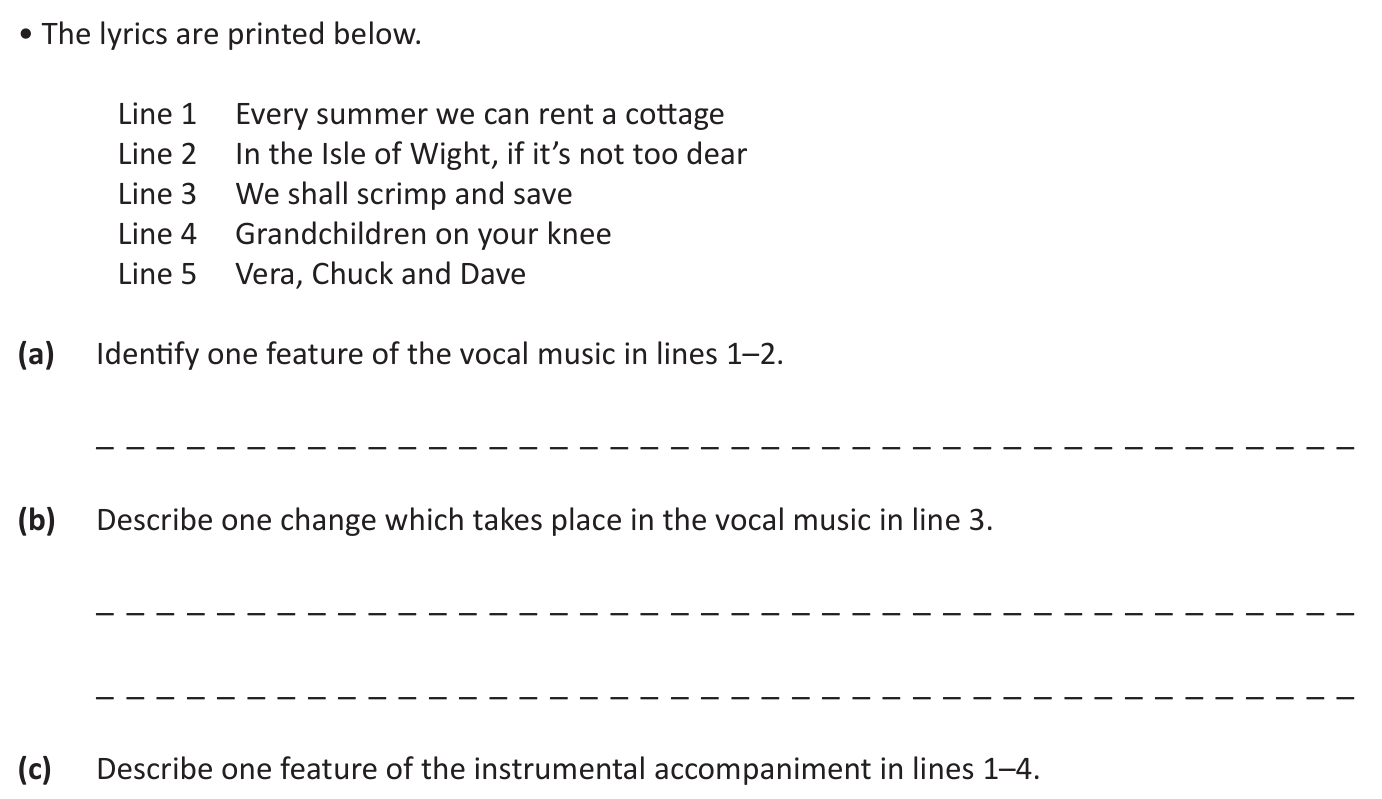 • The lyrics are printed below.
Line 1 Every summer we can rent a cottage
Line 2 In the Isle of Wight, if it’s not too dear
Line 3 We shall scrimp and save
Line 4 Grandchildren on your knee
Line 5 Vera, Chuck and Dave
(a) Identify one feature of the vocal music in lines 1–2.
(b) Describe one change which takes place in the vocal music in line 3.
(c) Describe one feature of the instrumental accompaniment in lines 1–4.